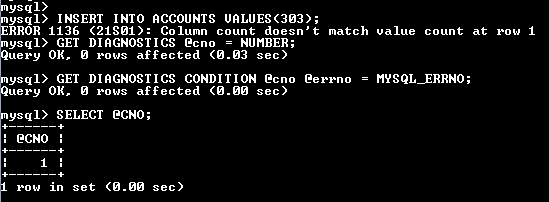 mysql>
mysql> INSERT INTO ACCOUNTS VALUES(303);
ERROR 1136 (21S01): Column count doesn't match value count at row 1
mysql> GET DIAGNOSTICS @cno = NUMBER;
Query OK, 0 rows affected (0.03 sec)

mysql> GET DIAGNOSTICS CONDITION @cno @errno = MYSQL_ERRNO;
Query OK, 0 rows affected (0.00 sec)

mysql> SELECT @CNO;
+------+
| @CNO |
+------+
|    1 |
+------+
1 row in set (0.00 sec)